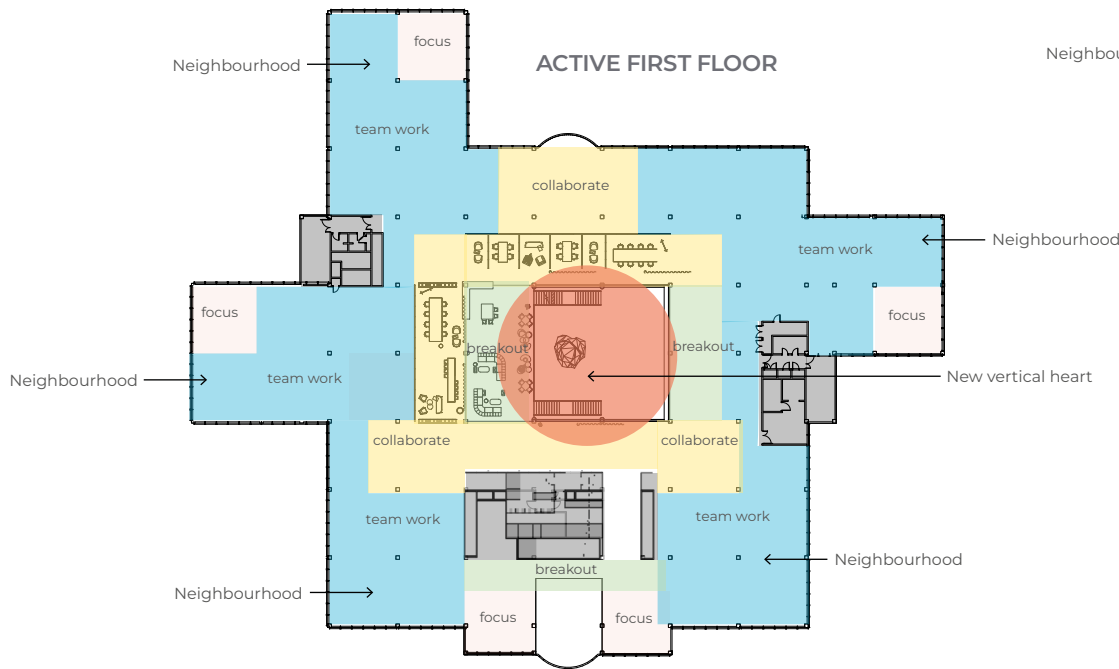 focus
ACTIVE FIRST FLOOR
Neighbou
Neighbourhood
team work
collaborate
team work
Neighbourhood
focus
focus
breakout
breakout
Neighbourhood
team work
New vertical heart
collaborate
collaborate
team work
team work
Neighbourhood
breakout
Neighbourhood
focus
focus